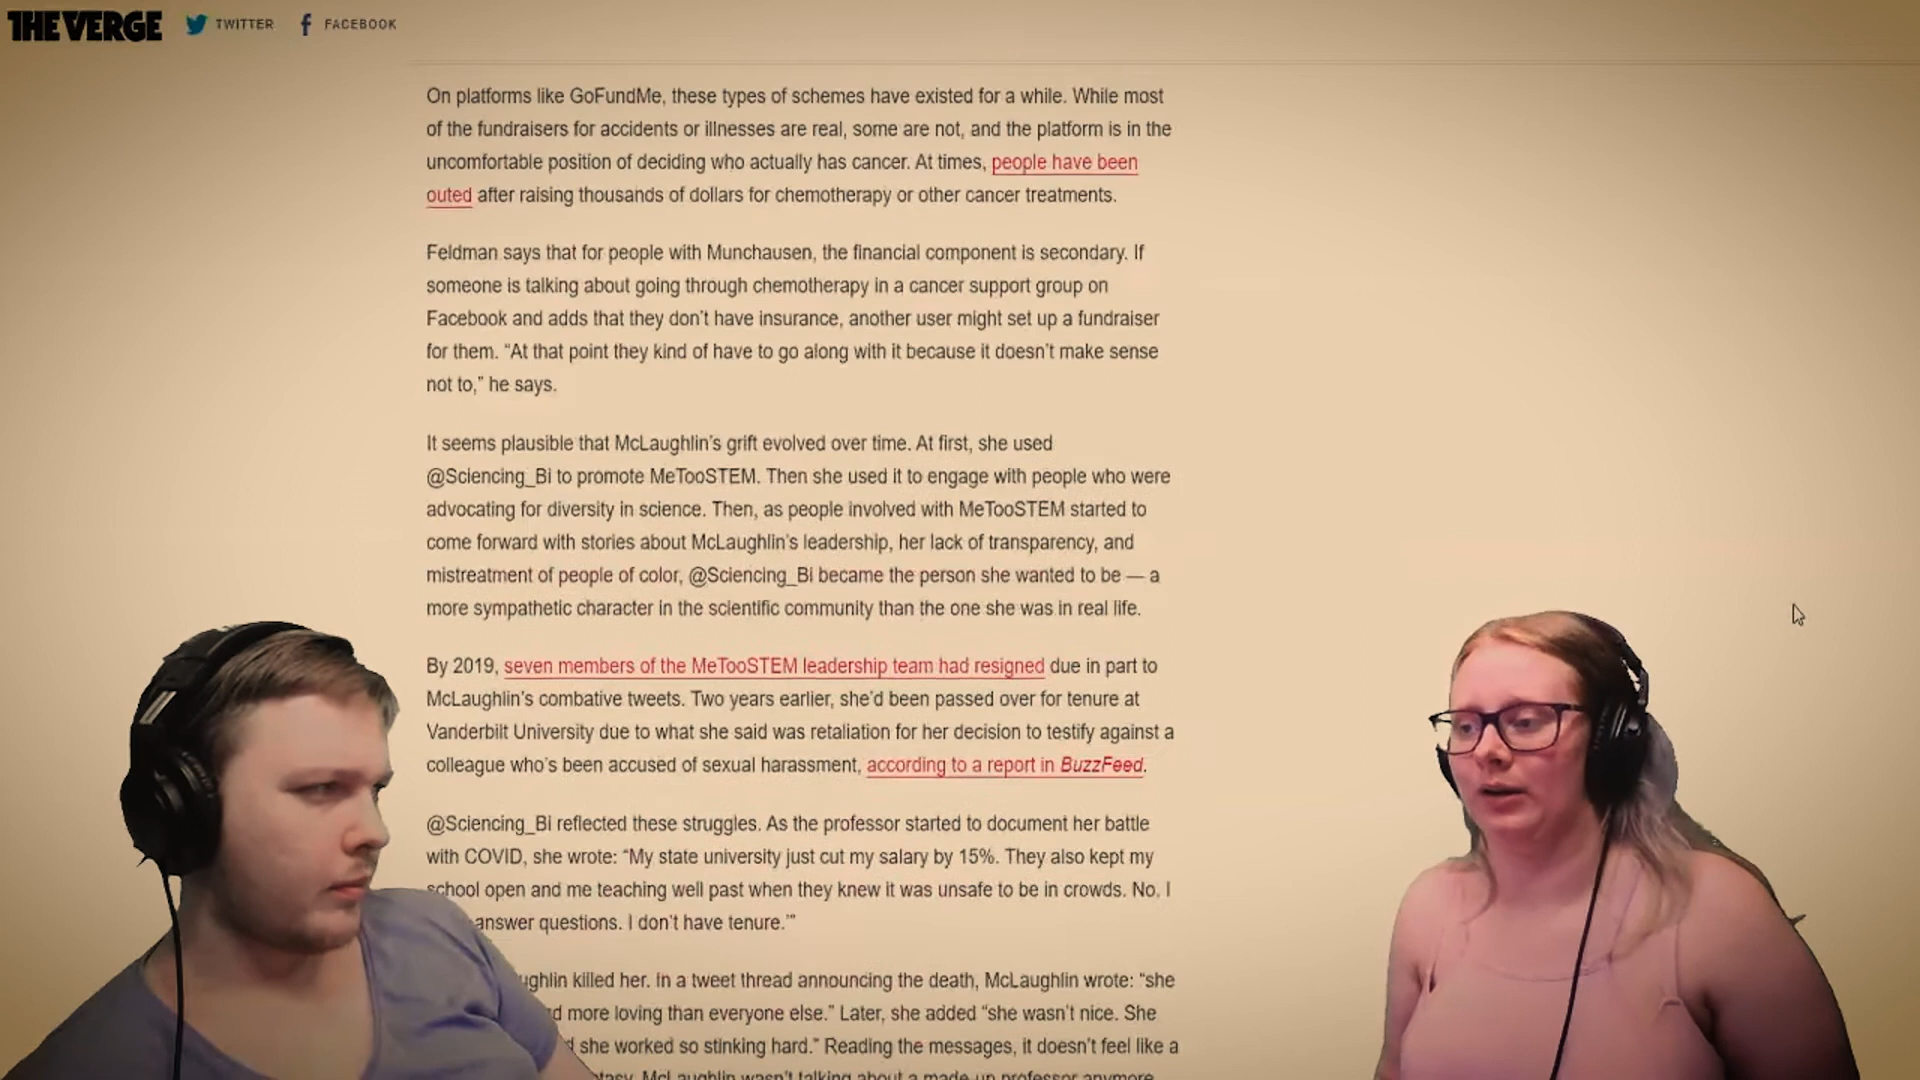 THE VERGE TWITTER FACEBOOK
On platforms like GoFundMe, these types of schemes have existed for a while. While most
of the fundraisers for accidents or illnesses are real, some are not, and the platform is in the
uncomfortable position of deciding who actually has cancer. At times, people have been
outed after raising thousands of dollars for chemotherapy or other cancer treatments.
Feldman says that for people with Munchausen, the financial component is secondary. If
someone is talking about going through chemotherapy in a cancer support group on
Facebook and adds that they don’t have insurance, another user might set up a fundraiser
for them. “At that point they kind of have to go along with it because it doesn’t make sense
not to,” he says.
It seems plausible that McLaughlin’s grift evolved over time. At first, she used
@Sciencing_Bi to promote MeTooSTEM. Then she used it to engage with people who were
advocating for diversity in science. Then, as people involved with MeTooSTEM started to
come forward with stories about McLaughlin’s leadership, her lack of transparency, and
mistreatment of people of color, @Sciencing_Bi became the person she wanted to be — a
more sympathetic character in the scientific community than the one she was in real life.
By 2019, seven members of the MeTooSTEM leadership team had resigned due in part to
McLaughlin’s combative tweets. Two years earlier, she’d been passed over for tenure at
Vanderbilt University due to what she said was retaliation for her decision to testify against a
colleague who’s been accused of sexual harassment, according to a report in BuzzFeed.
@Sciencing_Bi reflected these struggles. As the professor started to document her battle
with COVID, she wrote: “My state university just cut my salary by 15%. They also kept my
school open and me teaching well past when they knew it was unsafe to be in crowds. No, I
answer questions. I don’t have tenure.’”
killed her. In a tweet thread announcing the death, McLaughlin wrote: “she
more loving than everyone else.” Later, she added “she wasn’t nice. She
she worked so stinking hard.” Reading the messages, it doesn’t feel like a
McLaughlin wasn’t talking about a made up professor anymore